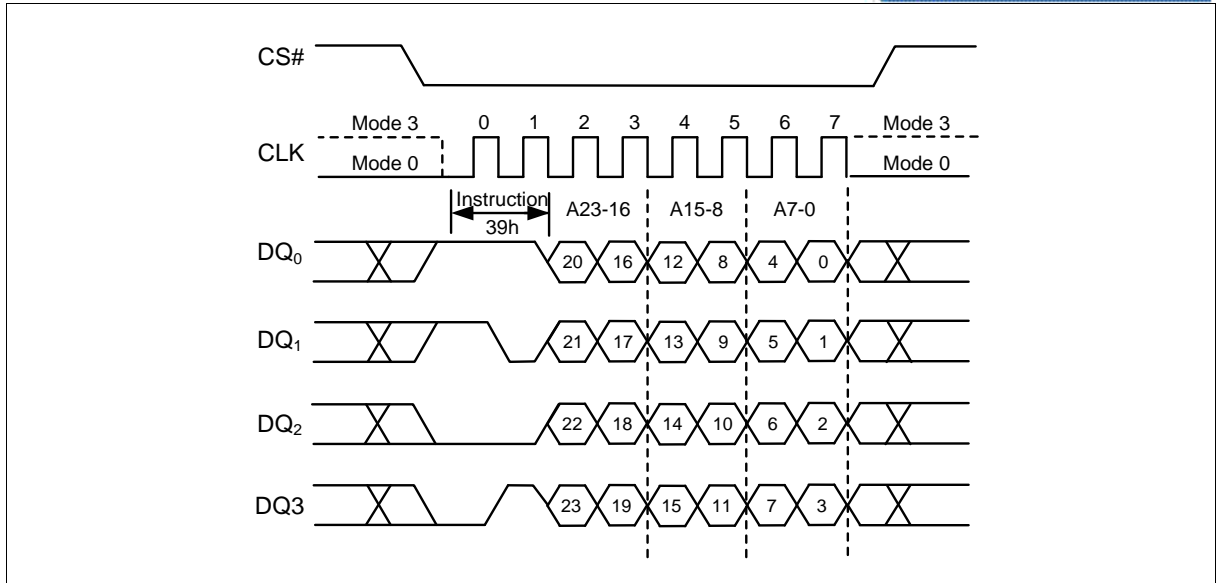 CS#
Mode 3 0 1 2 3 4 5 6 7 Mode 3
CLK
Mode 0 Mode 0
Instruction A23-16 A15-8 A7-0
39h
DQ0 20 16 12 8 4 0
DQ1 21 17 13 9 5 1
DQ2 22 18 14 10 6 2
DQ3 23 19 15 11 7 3